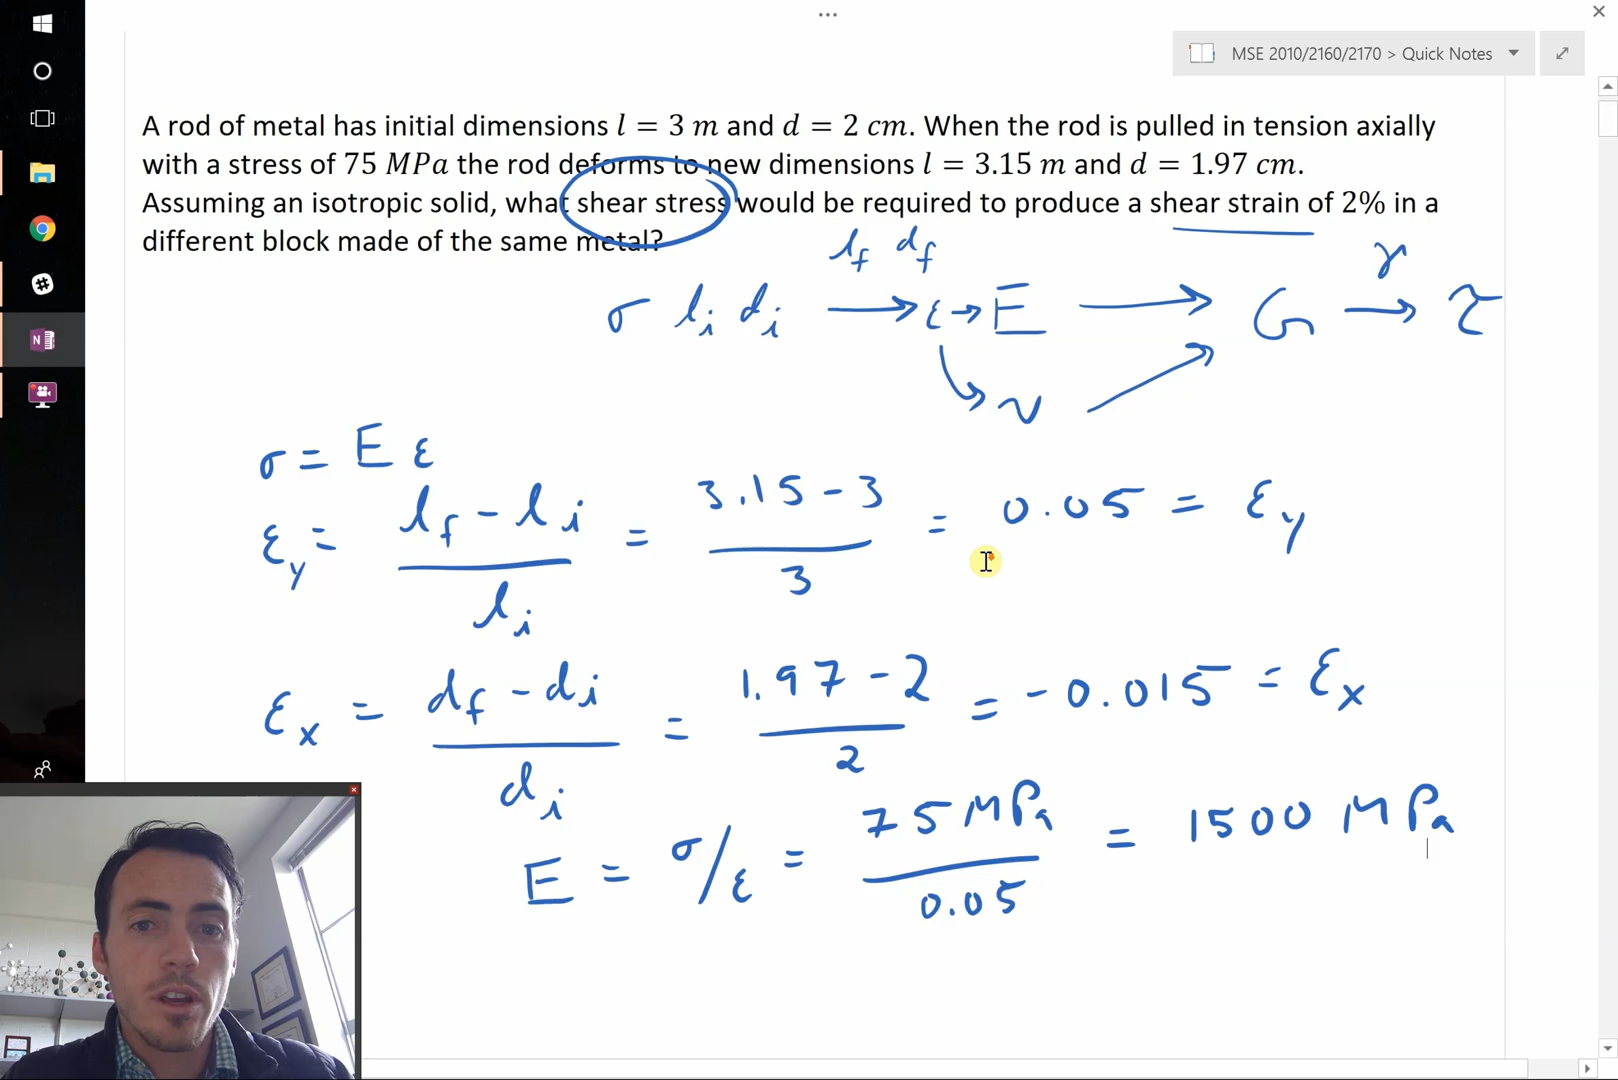 MSE 2010/2160/2170 > Quick Notes
A rod of metal has initial dimensions l = 3 m and d = 2 cm. When the rod is pulled in tension axially
with a stress of 75 MPa the rod deforms to new dimensions l = 3.15 m and d = 1.97 cm.
Assuming an isotropic solid, what shear stress would be required to produce a shear strain of 2% in a
different block made of the same metal?
l_f d_f γ
σ l_i d_i → ε → E → G → τ
↘ ν ↗
σ = E ε
ε_y = (l_f - l_i) / l_i = (3.15 - 3) / 3 = 0.05 = ε_y
ε_x = (d_f - d_i) / d_i = (1.97 - 2) / 2 = -0.015 = ε_x
E = σ/ε = 75 MPa / 0.05 = 1500 MPa